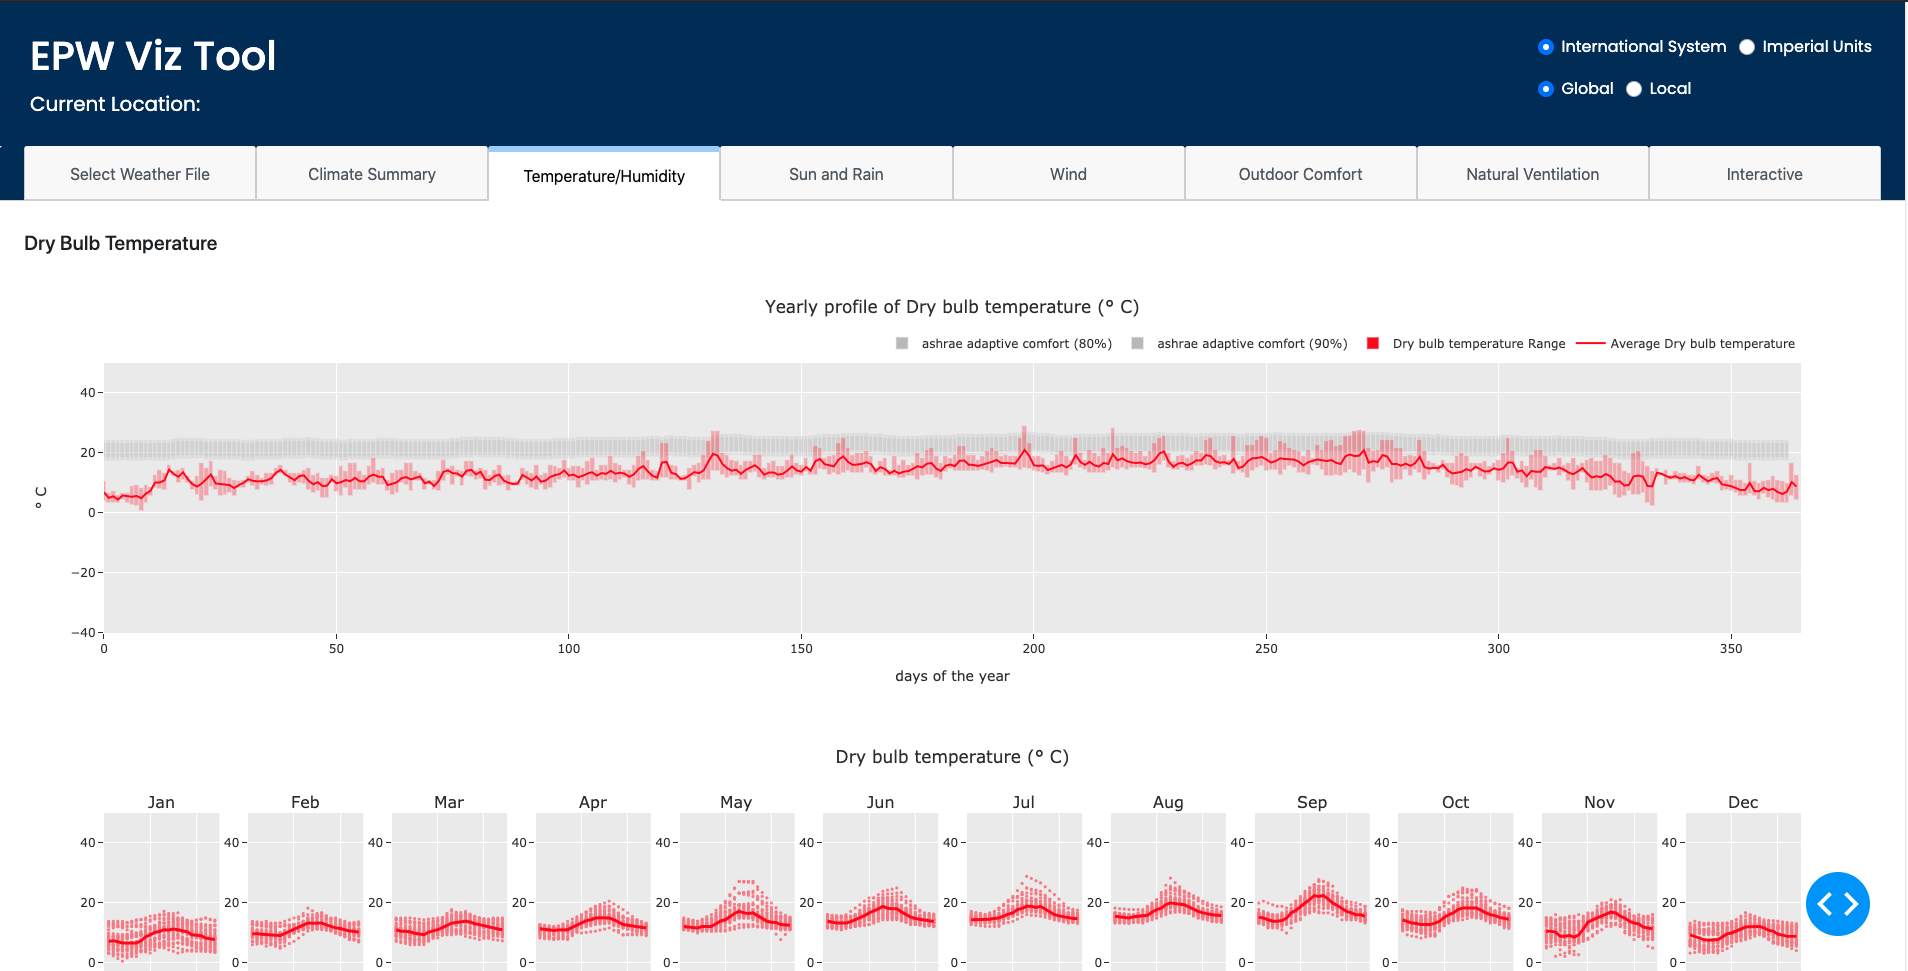 EPW Viz Tool
Current Location:
International System Imperial Units
Global Local
Select Weather File Climate Summary Temperature/Humidity Sun and Rain Wind Outdoor Comfort Natural Ventilation Interactive
Dry Bulb Temperature
Yearly profile of Dry bulb temperature (° C)
ashrae adaptive comfort (80%) ashrae adaptive comfort (90%) Dry bulb temperature Range Average Dry bulb temperature
40
20
0
−20
−40
° C
0 50 100 150 200 250 300 350
days of the year
Dry bulb temperature (° C)
Jan Feb Mar Apr May Jun Jul Aug Sep Oct Nov Dec
40 40 40 40 40 40 40 40 40 40 40 40
20 20 20 20 20 20 20 20 20 20 20 20
0 0 0 0 0 0 0 0 0 0 0 0